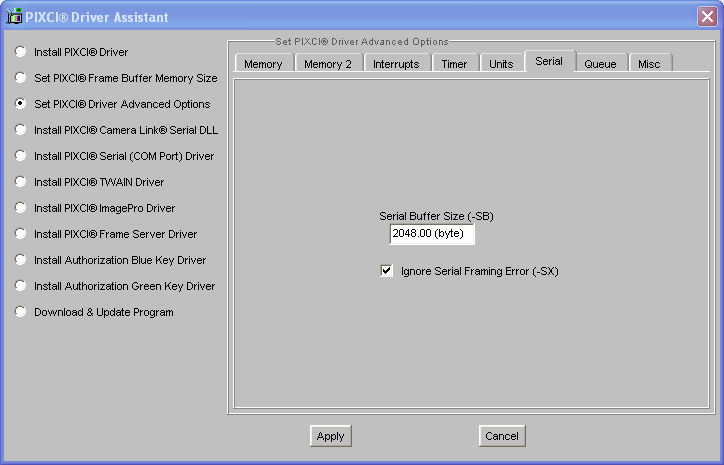 PIXCI® Driver Assistant
Install PIXCI® Driver
Set PIXCI® Frame Buffer Memory Size
Set PIXCI® Driver Advanced Options
Install PIXCI® Camera Link® Serial DLL
Install PIXCI® Serial (COM Port) Driver
Install PIXCI® TWAIN Driver
Install PIXCI® ImagePro Driver
Install PIXCI® Frame Server Driver
Install Authorization Blue Key Driver
Install Authorization Green Key Driver
Download & Update Program
Set PIXCI® Driver Advanced Options
Memory Memory 2 Interrupts Timer Units Serial Queue Misc
Serial Buffer Size (-SB)
2048.00 (byte)
Ignore Serial Framing Error (-SX)
Apply Cancel